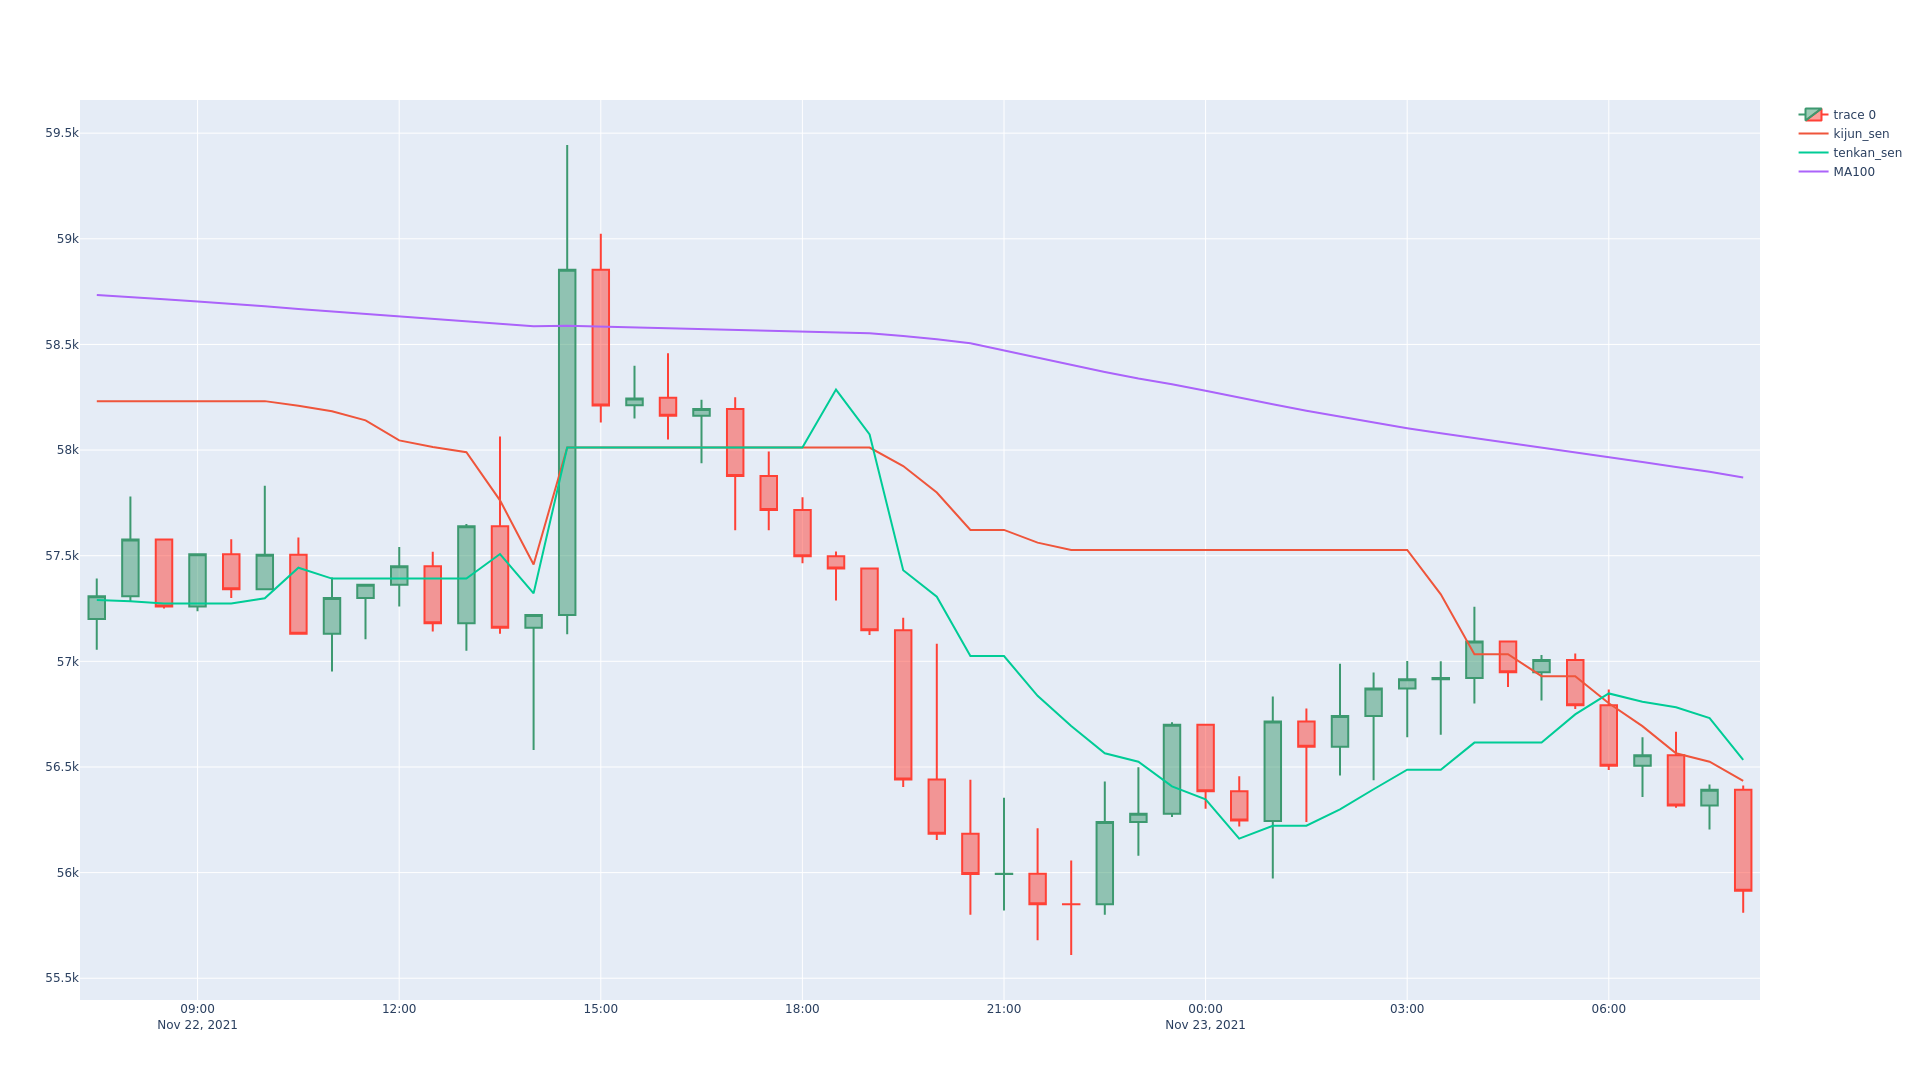 59.5k
59k
58.5k
58k
57.5k
57k
56.5k
56k
55.5k
09:00 12:00 15:00 18:00 21:00 00:00 03:00 06:00
Nov 22, 2021 Nov 23, 2021
trace 0
kijun_sen
tenkan_sen
MA100